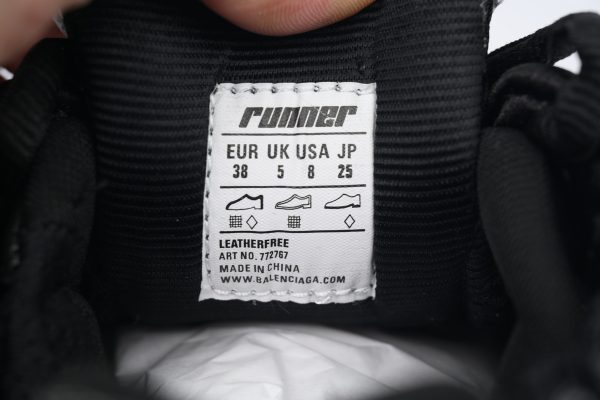 runner
EUR UK USA JP
38 5 8 25
LEATHERFREE
ART NO. 772767
MADE IN CHINA
WWW.BALENCIAGA.COM